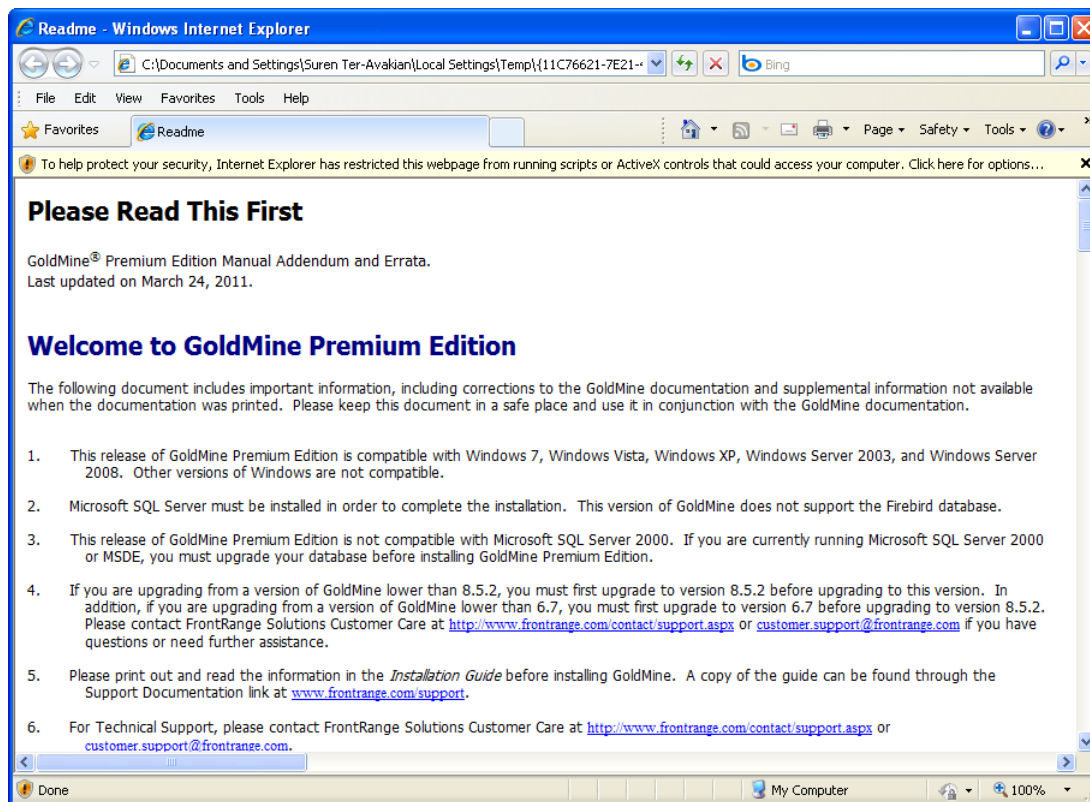 Readme - Windows Internet Explorer
C:\Documents and Settings\Suren Ter-Avakian\Local Settings\Temp\{11C76621-7E21-
Bing
File Edit View Favorites Tools Help
Favorites Readme Page Safety Tools
To help protect your security, Internet Explorer has restricted this webpage from running scripts or ActiveX controls that could access your computer. Click here for options...
Please Read This First
GoldMine® Premium Edition Manual Addendum and Errata.
Last updated on March 24, 2011.
Welcome to GoldMine Premium Edition
The following document includes important information, including corrections to the GoldMine documentation and supplemental information not available
when the documentation was printed. Please keep this document in a safe place and use it in conjunction with the GoldMine documentation.
1. This release of GoldMine Premium Edition is compatible with Windows 7, Windows Vista, Windows XP, Windows Server 2003, and Windows Server
2008. Other versions of Windows are not compatible.
2. Microsoft SQL Server must be installed in order to complete the installation. This version of GoldMine does not support the Firebird database.
3. This release of GoldMine Premium Edition is not compatible with Microsoft SQL Server 2000. If you are currently running Microsoft SQL Server 2000
or MSDE, you must upgrade your database before installing GoldMine Premium Edition.
4. If you are upgrading from a version of GoldMine lower than 8.5.2, you must first upgrade to version 8.5.2 before upgrading to this version. In
addition, if you are upgrading from a version of GoldMine lower than 6.7, you must first upgrade to version 6.7 before upgrading to version 8.5.2.
Please contact FrontRange Solutions Customer Care at http://www.frontrange.com/contact/support.aspx or customer.support@frontrange.com if you have
questions or need further assistance.
5. Please print out and read the information in the Installation Guide before installing GoldMine. A copy of the guide can be found through the
Support Documentation link at www.frontrange.com/support.
6. For Technical Support, please contact FrontRange Solutions Customer Care at http://www.frontrange.com/contact/support.aspx or
customer.support@frontrange.com.
Done My Computer 100%